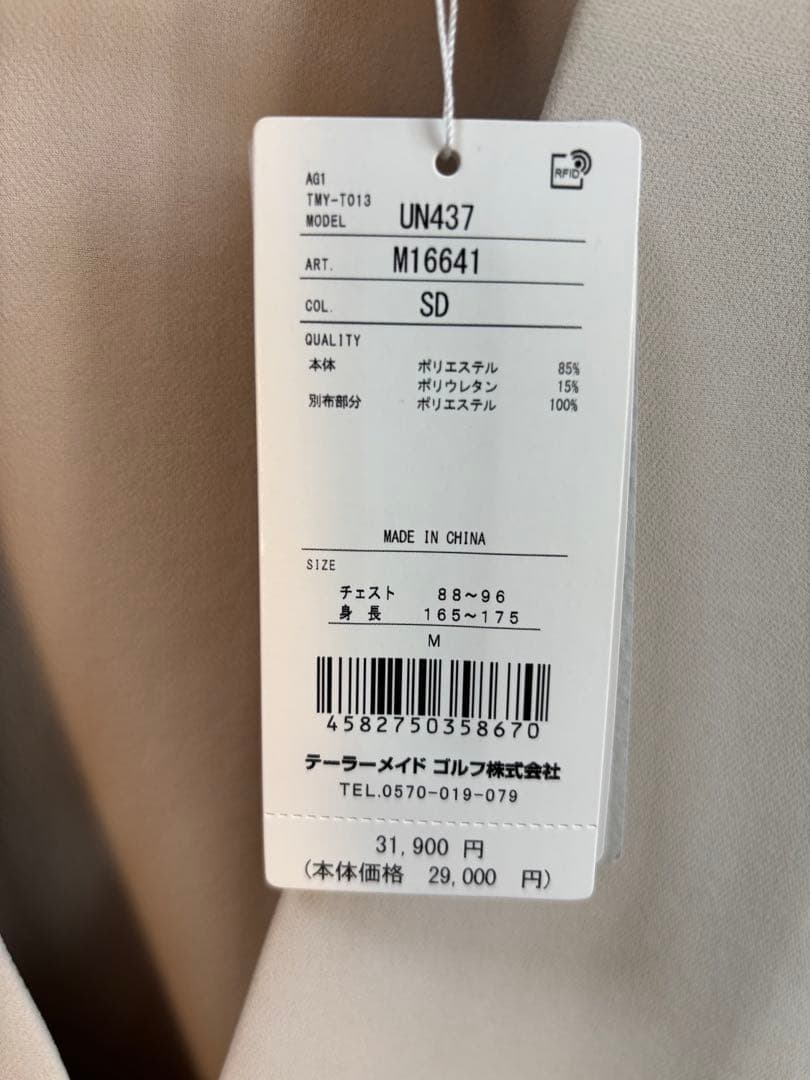 RFID
AG1
TMY-T013
MODEL UN437
ART. M16641
COL. SD
QUALITY
本体 ポリエステル 85%
ポリウレタン 15%
別布部分 ポリエステル 100%
MADE IN CHINA
SIZE
チェスト 88~96
身長 165~175
M
4582750358670
テーラーメイド ゴルフ株式会社
TEL.0570-019-079
31,900 円
(本体価格 29,000 円)